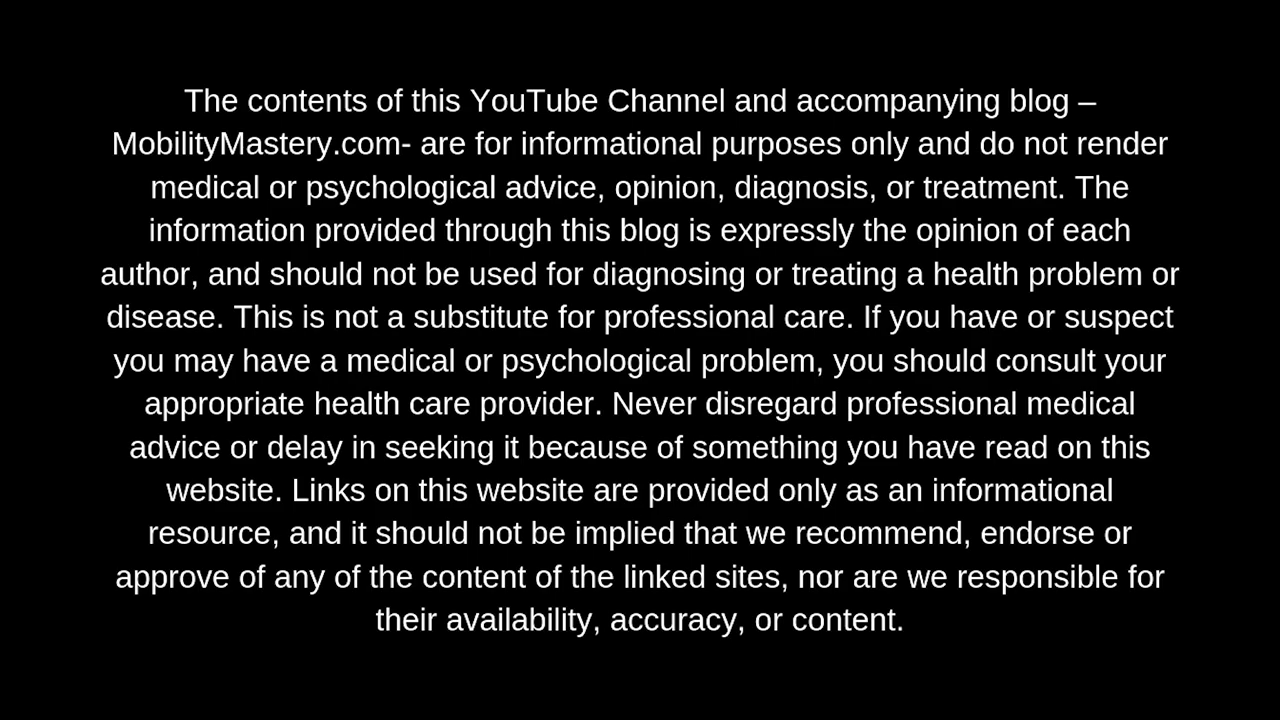 The contents of this YouTube Channel and accompanying blog –
MobilityMastery.com- are for informational purposes only and do not render
medical or psychological advice, opinion, diagnosis, or treatment. The
information provided through this blog is expressly the opinion of each
author, and should not be used for diagnosing or treating a health problem or
disease. This is not a substitute for professional care. If you have or suspect
you may have a medical or psychological problem, you should consult your
appropriate health care provider. Never disregard professional medical
advice or delay in seeking it because of something you have read on this
website. Links on this website are provided only as an informational
resource, and it should not be implied that we recommend, endorse or
approve of any of the content of the linked sites, nor are we responsible for
their availability, accuracy, or content.